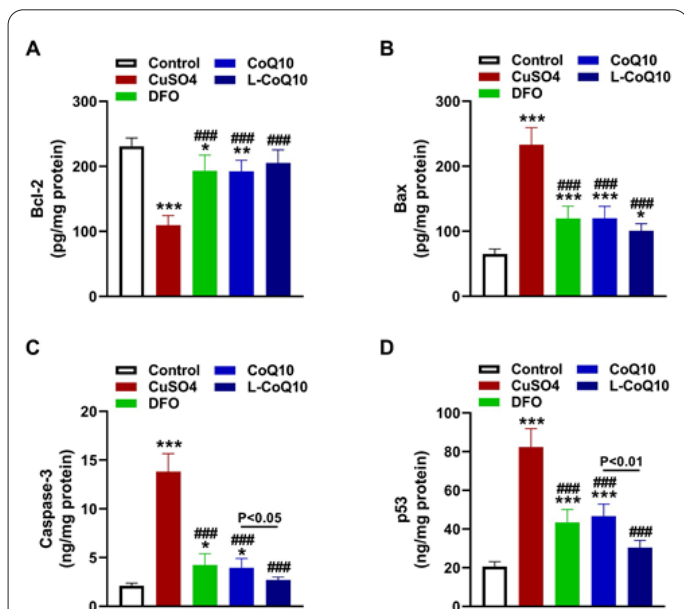 A
Control
CoQ10
CuSO4
L-CoQ10
DFO
Bcl-2
(pg/mg protein)
300
200
100
0
***
###
*
###
**
###
B
Control
CoQ10
CuSO4
L-CoQ10
DFO
Bax
(pg/mg protein)
300
200
100
0
***
###
***
###
***
###
*
C
Control
CoQ10
CuSO4
L-CoQ10
DFO
Caspase-3
(ng/mg protein)
20
15
10
5
0
***
###
*
P<0.05
###
*
###
D
Control
CoQ10
CuSO4
L-CoQ10
DFO
p53
(ng/mg protein)
100
80
60
40
20
0
***
###
***
P<0.01
###
***
###